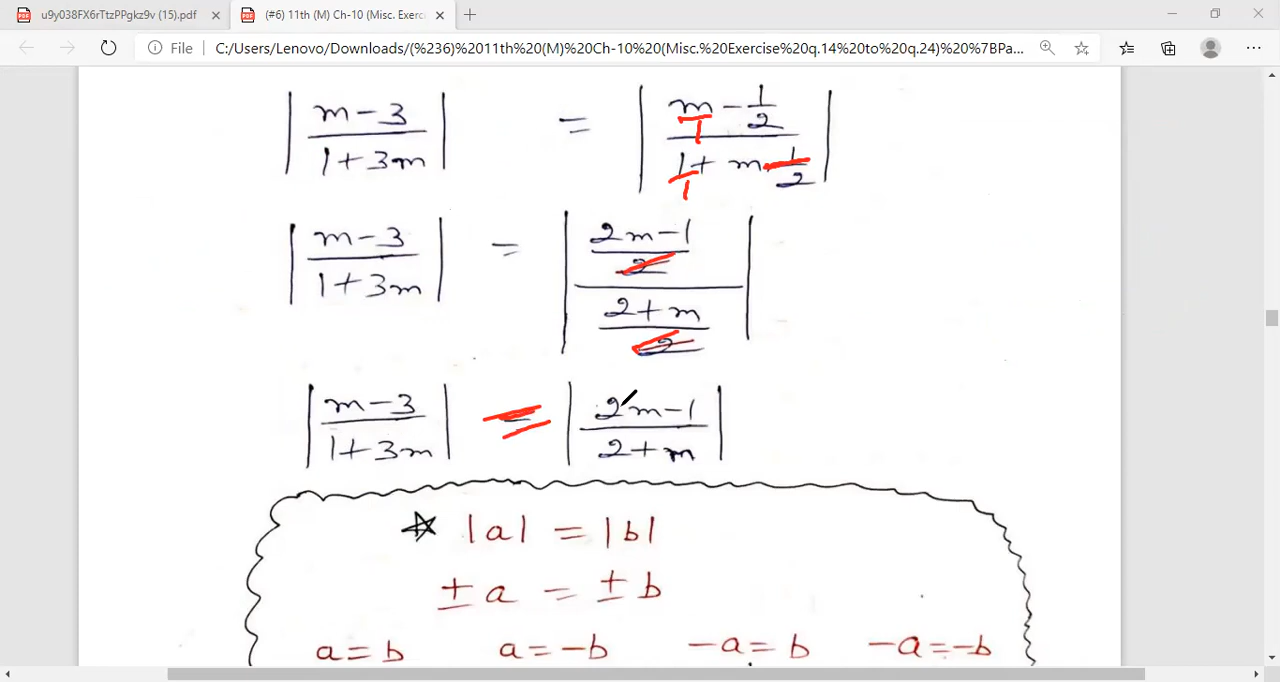 u9y038FX6rTtzPPgkz9v (15).pdf
(#6) 11th (M) Ch-10 (Misc. Exerc
File
C:/Users/Lenovo/Downloads/(%236)%2011th%20(M)%20Ch-10%20(Misc.%20Exercise%20q.14%20to%20q.24)%20%7BPa...
|(m-3)/(1+3m)| = |(m/1 - 1/2)/(1/1 + m 1/2)|
|(m-3)/(1+3m)| = |((2m-1)/2)/((2+m)/2)|
|(m-3)/(1+3m)| = |(2m-1)/(2+m)|
☆ |a| = |b|
± a = ± b
a = b a = -b -a = b -a = -b